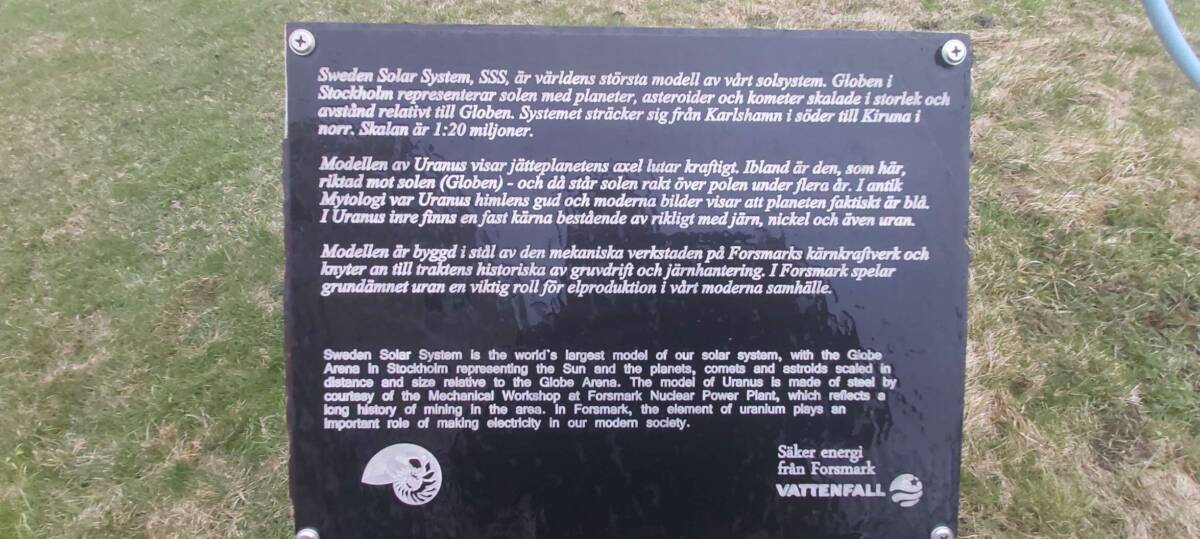 Sweden Solar System, SSS, är världens största modell av vårt solsystem. Globen i
Stockholm representerar solen med planeter, asteroider och kometer skalade i storlek och
avstånd relativt till Globen. Systemet sträcker sig från Karlshamn i söder till Kiruna i
norr. Skalan är 1:20 miljoner.
Modellen av Uranus visar jätteplanetens axel lutar kraftigt. Ibland är den, som här,
riktad mot solen (Globen) - och då står solen rakt över polen under flera år. I antik
Mytologi var Uranus himlens gud och moderna bilder visar att planeten faktiskt är blå.
I Uranus inre finns en fast kärna bestående av rikligt med järn, nickel och även uran.
Modellen är byggd i stål av den mekaniska verkstaden på Forsmarks kärnkraftverk och
knyter an till traktens historiska av gruvdrift och järnhantering. I Forsmark spelar
grundämnet uran en viktig roll för elproduktion i vårt moderna samhälle.
Sweden Solar System is the world's largest model of our solar system, with the Globe
Arena in Stockholm representing the Sun and the planets, comets and astroids scaled in
distance and size relative to the Globe Arena. The model of Uranus is made of steel by
courtesy of the Mechanical Workshop at Forsmark Nuclear Power Plant, which reflects a
long history of mining in the area. In Forsmark, the element of uranium plays an
important role of making electricity in our modern society.
Säker energi
från Forsmark
VATTENFALL